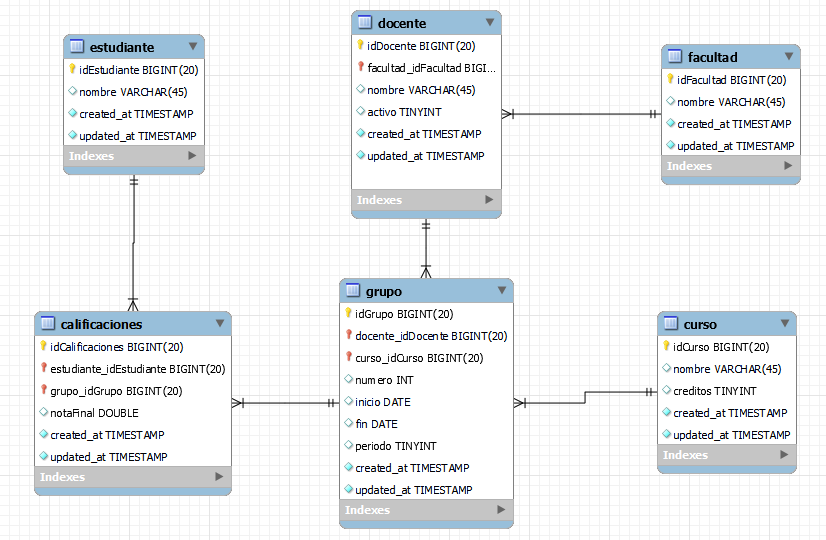 estudiante
idEstudiante BIGINT(20)
nombre VARCHAR(45)
created_at TIMESTAMP
updated_at TIMESTAMP
Indexes
docente
idDocente BIGINT(20)
facultad_idFacultad BIGI...
nombre VARCHAR(45)
activo TINYINT
created_at TIMESTAMP
updated_at TIMESTAMP
Indexes
facultad
idFacultad BIGINT(20)
nombre VARCHAR(45)
created_at TIMESTAMP
updated_at TIMESTAMP
Indexes
calificaciones
idCalificaciones BIGINT(20)
estudiante_idEstudiante BIGINT(20)
grupo_idGrupo BIGINT(20)
notaFinal DOUBLE
created_at TIMESTAMP
updated_at TIMESTAMP
Indexes
grupo
idGrupo BIGINT(20)
docente_idDocente BIGINT(20)
curso_idCurso BIGINT(20)
numero INT
inicio DATE
fin DATE
periodo TINYINT
created_at TIMESTAMP
updated_at TIMESTAMP
Indexes
curso
idCurso BIGINT(20)
nombre VARCHAR(45)
creditos TINYINT
created_at TIMESTAMP
updated_at TIMESTAMP
Indexes